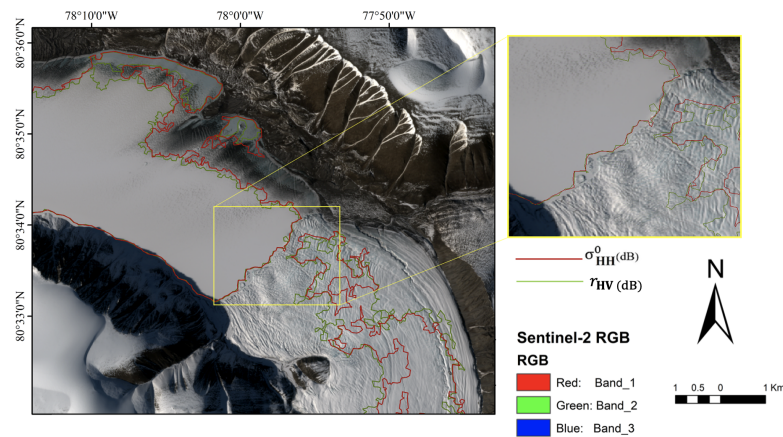 78°10'0"W 78°0'0"W 77°50'0"W
80°36'0"N
80°35'0"N
80°34'0"N
80°33'0"N
σ⁰HH(dB)
rHV (dB)
N
Sentinel-2 RGB
RGB
Red: Band_1
Green: Band_2
Blue: Band_3
1 0.5 0 1 Km